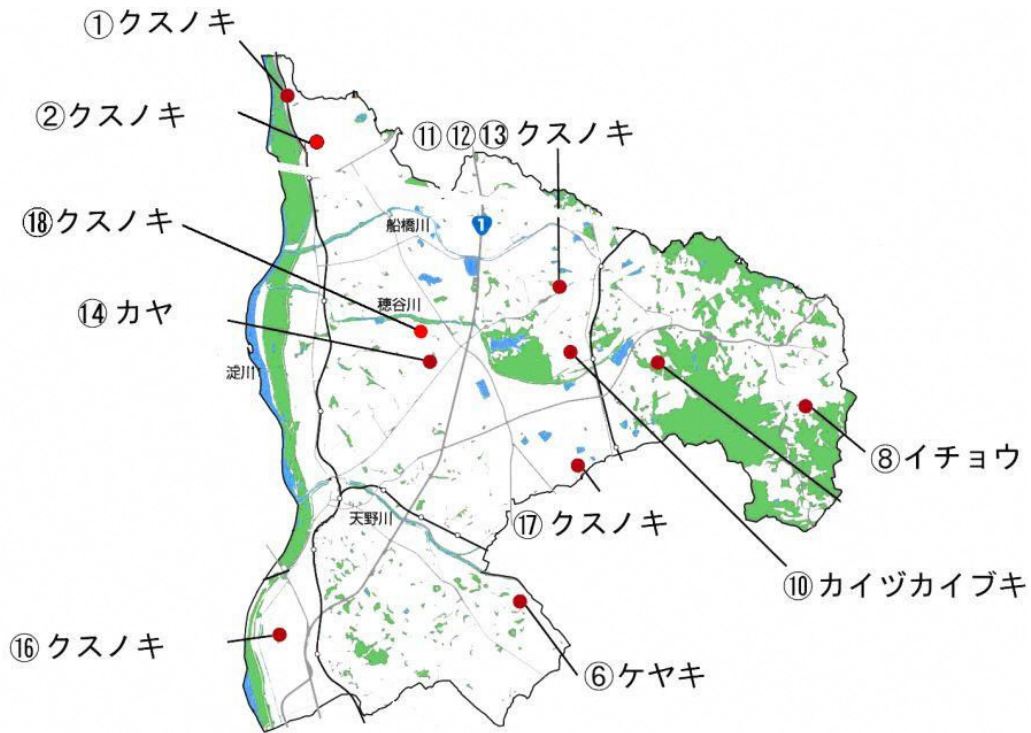 ①クスノキ
②クスノキ
⑪⑫⑬クスノキ
⑱クスノキ
船橋川
1
穂谷川
⑭カヤ
淀川
⑧イチョウ
⑰クスノキ
天野川
⑩カイヅカイブキ
⑯クスノキ
⑥ケヤキ